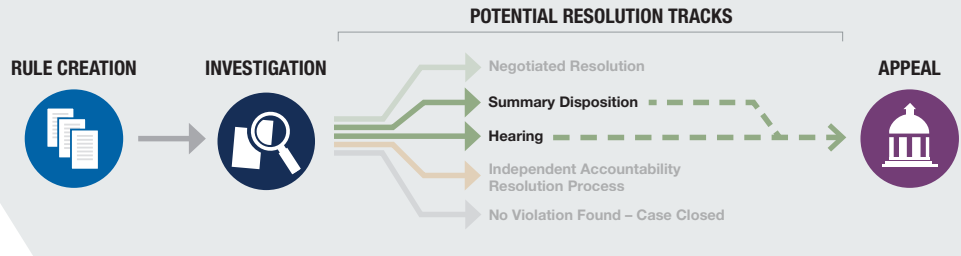 POTENTIAL RESOLUTION TRACKS
RULE CREATION
INVESTIGATION
APPEAL
Negotiated Resolution
Summary Disposition
Hearing
Independent Accountability
Resolution Process
No Violation Found – Case Closed